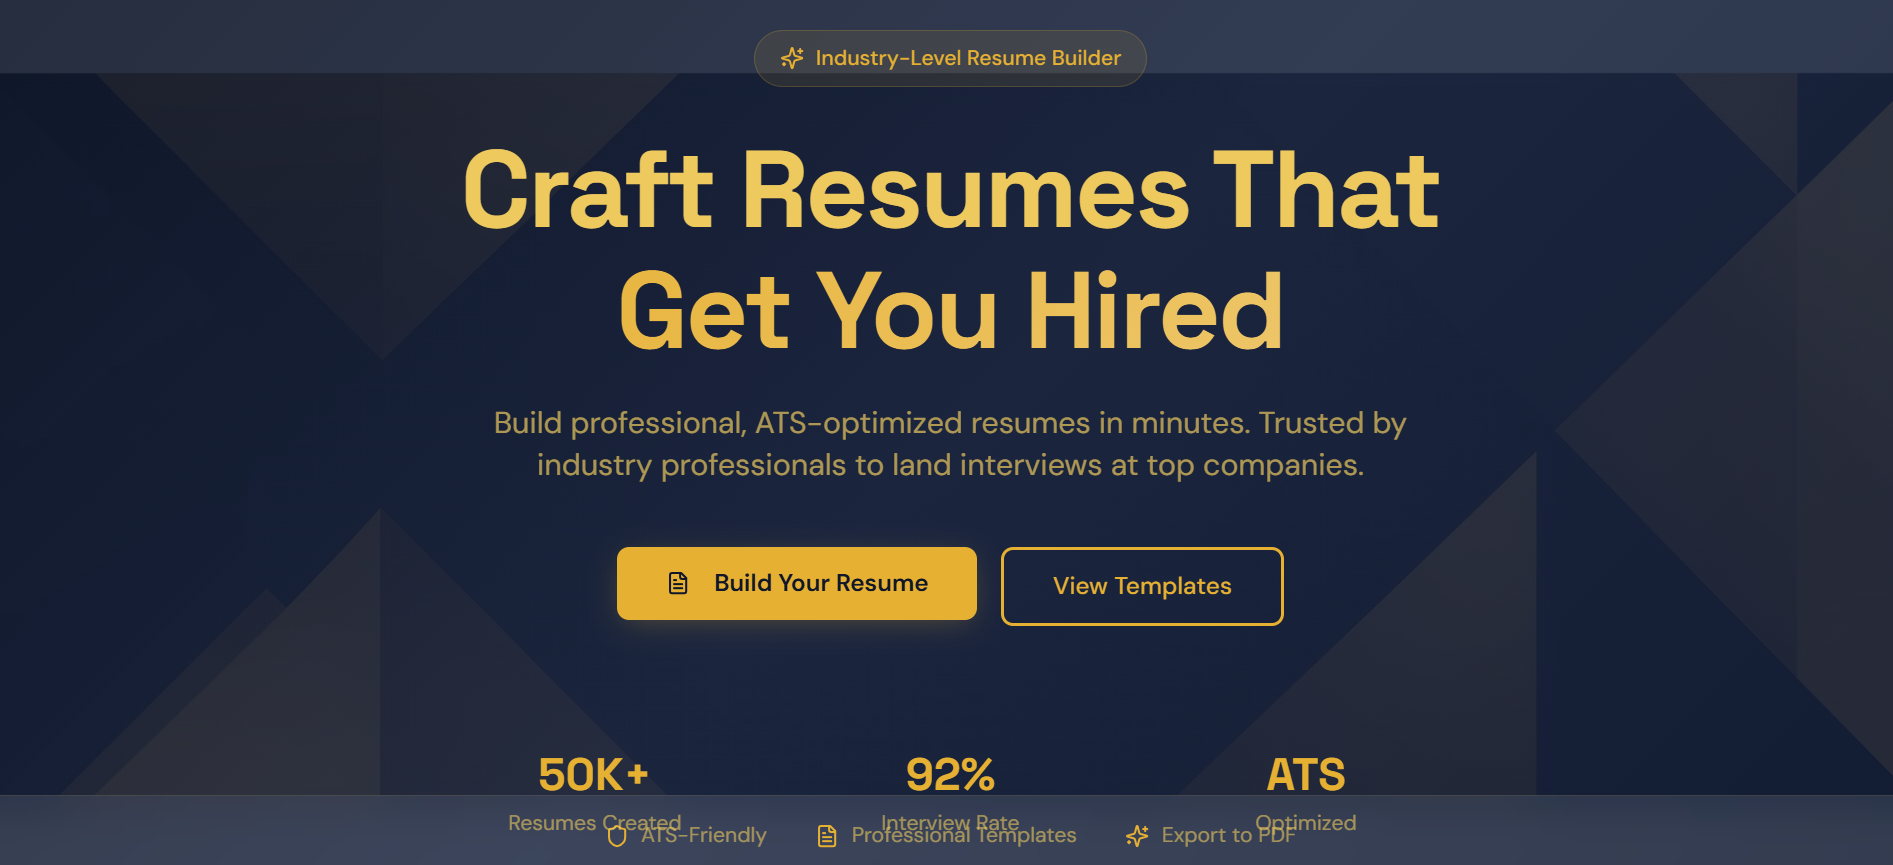 Industry-Level Resume Builder
Craft Resumes That
Get You Hired
Build professional, ATS-optimized resumes in minutes. Trusted by
industry professionals to land interviews at top companies.
Build Your Resume
View Templates
50K+
92%
ATS
Resumes Created
Interview Rate
Optimized
ATS-Friendly
Professional Templates
Export to PDF